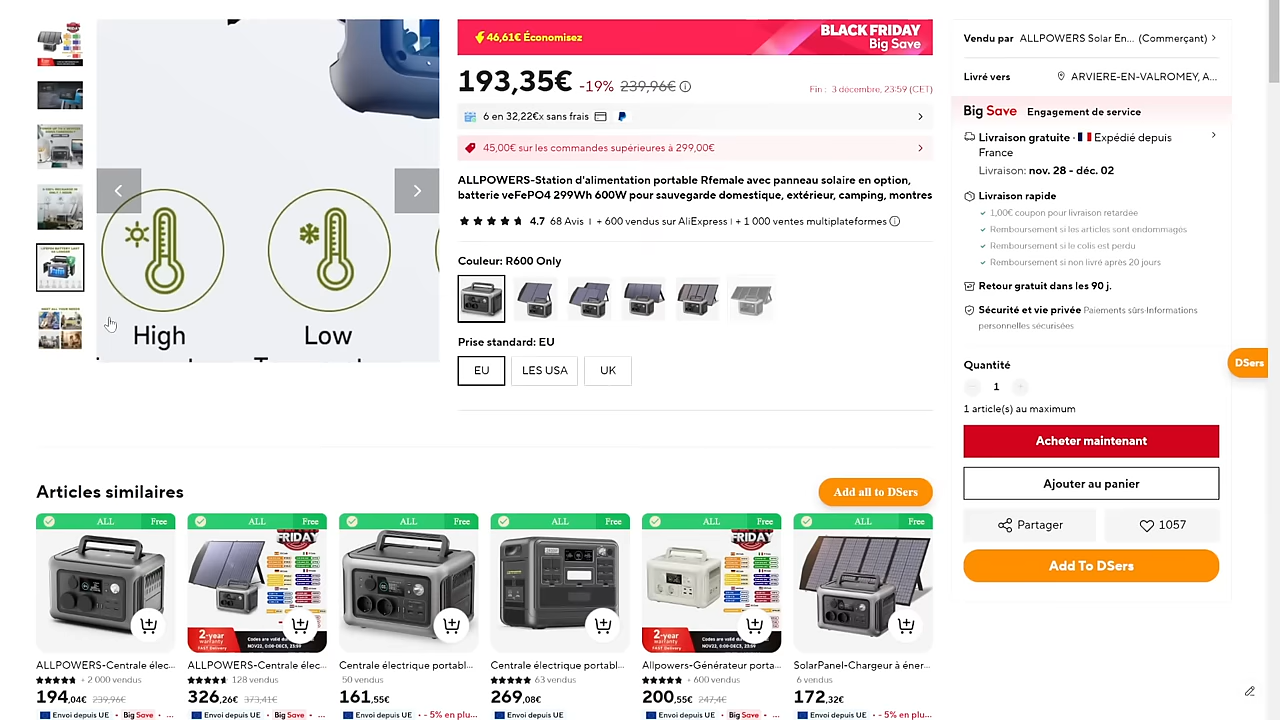 High
Low
46,61€ Économisez
BLACK FRIDAY
Big Save
193,35€ -19% 239,96€
Fin : 3 décembre, 23:59 (CET)
6 en 32,22€x sans frais
45,00€ sur les commandes supérieures à 299,00€
ALLPOWERS-Station d'alimentation portable Rfemale avec panneau solaire en option,
batterie veFePO4 299Wh 600W pour sauvegarde domestique, extérieur, camping, montres
4.7 68 Avis | + 600 vendus sur AliExpress | + 1 000 ventes multiplateformes
Couleur: R600 Only
Prise standard: EU
EU LES USA UK
Vendu par ALLPOWERS Solar En... (Commerçant)
Livré vers ARVIERE-EN-VALROMEY, A...
Big Save Engagement de service
Livraison gratuite · Expédié depuis
France
Livraison: nov. 28 - déc. 02
Livraison rapide
1,00€ coupon pour livraison retardée
Remboursement si les articles sont endommagés
Remboursement si le colis est perdu
Remboursement si non livré après 20 jours
Retour gratuit dans les 90 j.
Sécurité et vie privée Paiements sûrs·Informations
personnelles sécurisées
DSers
Quantité
1
1 article(s) au maximum
Acheter maintenant
Ajouter au panier
Partager 1057
Add To DSers
Articles similaires
Add all to DSers
ALL Free ALL Free ALL Free ALL Free ALL Free ALL Free
FRIDAY FRIDAY
2-year
warranty
FAST Delivery
2-year
warranty
FAST Delivery
ALLPOWERS-Centrale élec... ALLPOWERS-Centrale élec... Centrale électrique portabl... Centrale électrique portabl... Allpowers-Générateur porta... SolarPanel-Chargeur à éner...
+ 2 000 vendus 128 vendus 50 vendus 63 vendus + 600 vendus 6 vendus
194,04€ 239,96€ 326,26€ 373,41€ 161,55€ 269,08€ 200,55€ 247,4€ 172,32€
Envoi depuis UE • Big Save • ... Envoi depuis UE • Big Save • ... Envoi depuis UE • - 5% en plu... Envoi depuis UE Envoi depuis UE • Big Save • ... Envoi depuis UE • - 5% en plu...